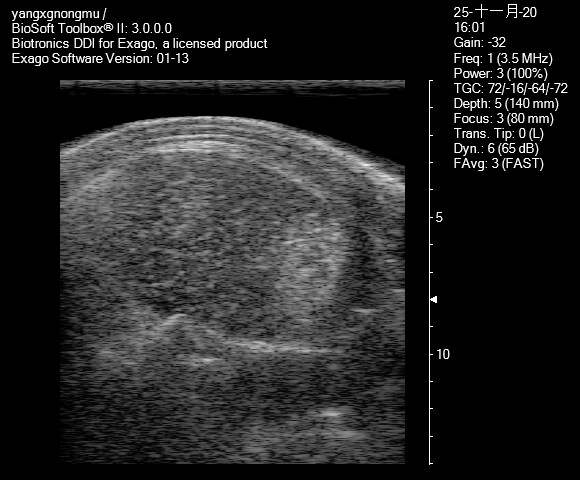 yangxgnongmu /
BioSoft Toolbox® II: 3.0.0.0
Biotronics DDI for Exago, a licensed product
Exago Software Version: 01-13
25-十一月-20
16:01
Gain: -32
Freq: 1 (3.5 MHz)
Power: 3 (100%)
TGC: 72/-16/-64/-72
Depth: 5 (140 mm)
Focus: 3 (80 mm)
Trans. Tip: 0 (L)
Dyn.: 6 (65 dB)
FAvg: 3 (FAST)
5
10